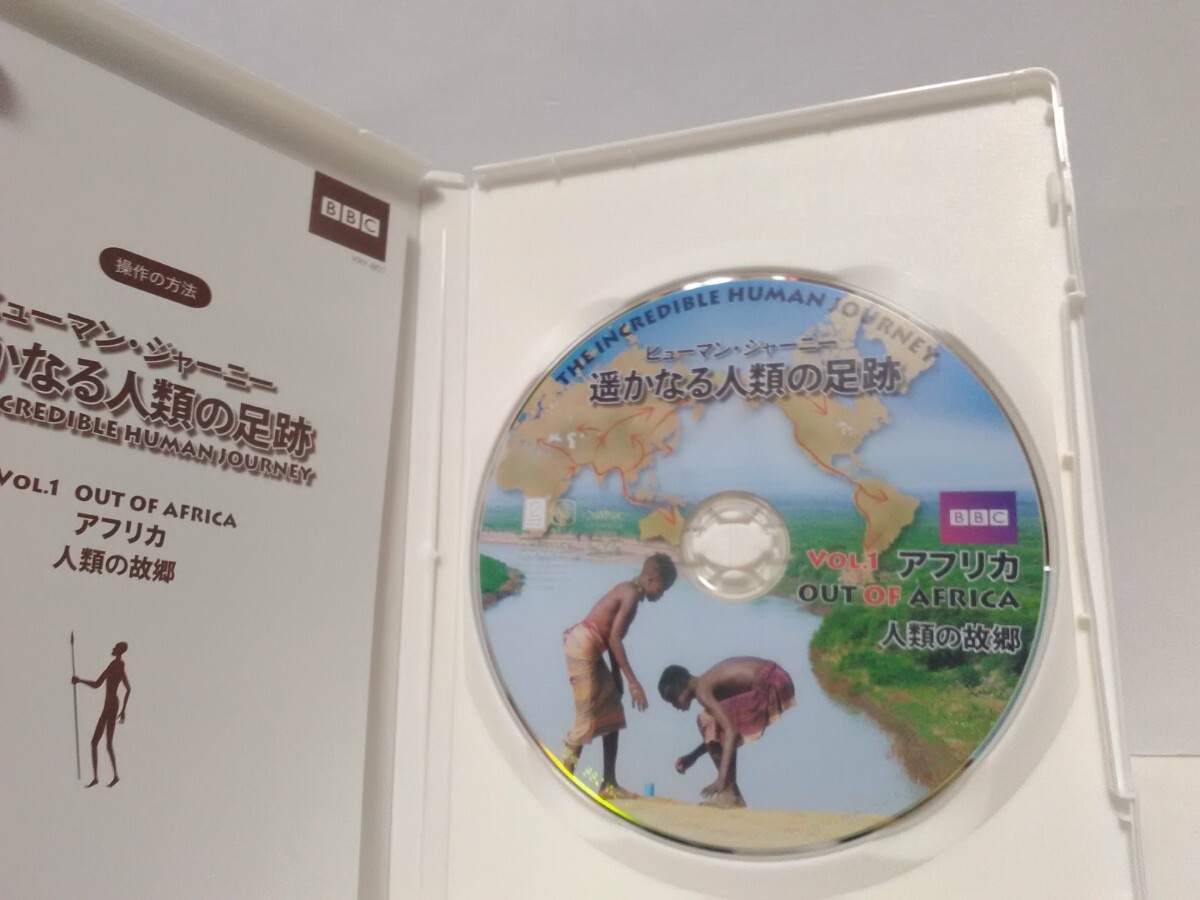 BBC
操作の方法
ヒューマン・ジャーニー
かなる人類の足跡
CREDIBLE HUMAN JOURNEY
VOL.1 OUT OF AFRICA
アフリカ
人類の故郷
THE INCREDIBLE HUMAN JOURNEY
ヒューマン・ジャーニー
遥かなる人類の足跡
2
BBC
VOL.1 アフリカ
OUT OF AFRICA
人類の故郷